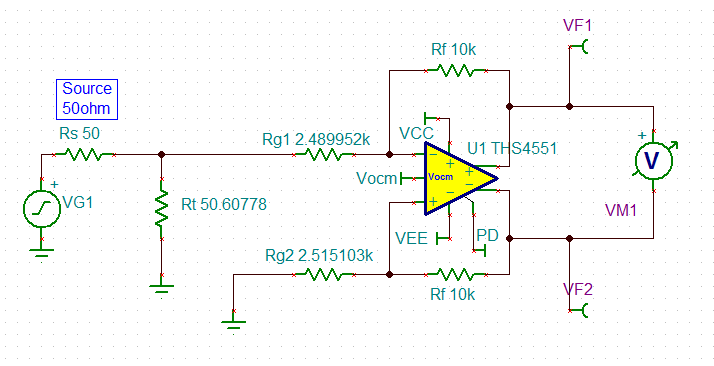 VF1
Rf 10k
Source
50ohm
Rs 50
Rg1 2.489952k
VCC
U1 THS4551
+
V
Vocm
Vocm
+
VG1
Rt 50.60778
VM1
VEE
PD
Rg2 2.515103k
Rf 10k
VF2